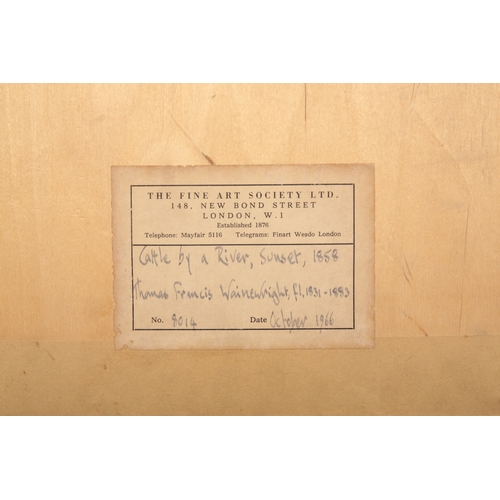 THE FINE ART SOCIETY LTD.
148, NEW BOND STREET
LONDON, W.1
Established 1876
Telephone: Mayfair 5116 Telegrams: Finart Wesdo London
Cattle by a River, Sunset, 1858
Thomas Francis Wainewright, fl. 1831-1883
No. 8014 Date October 1966